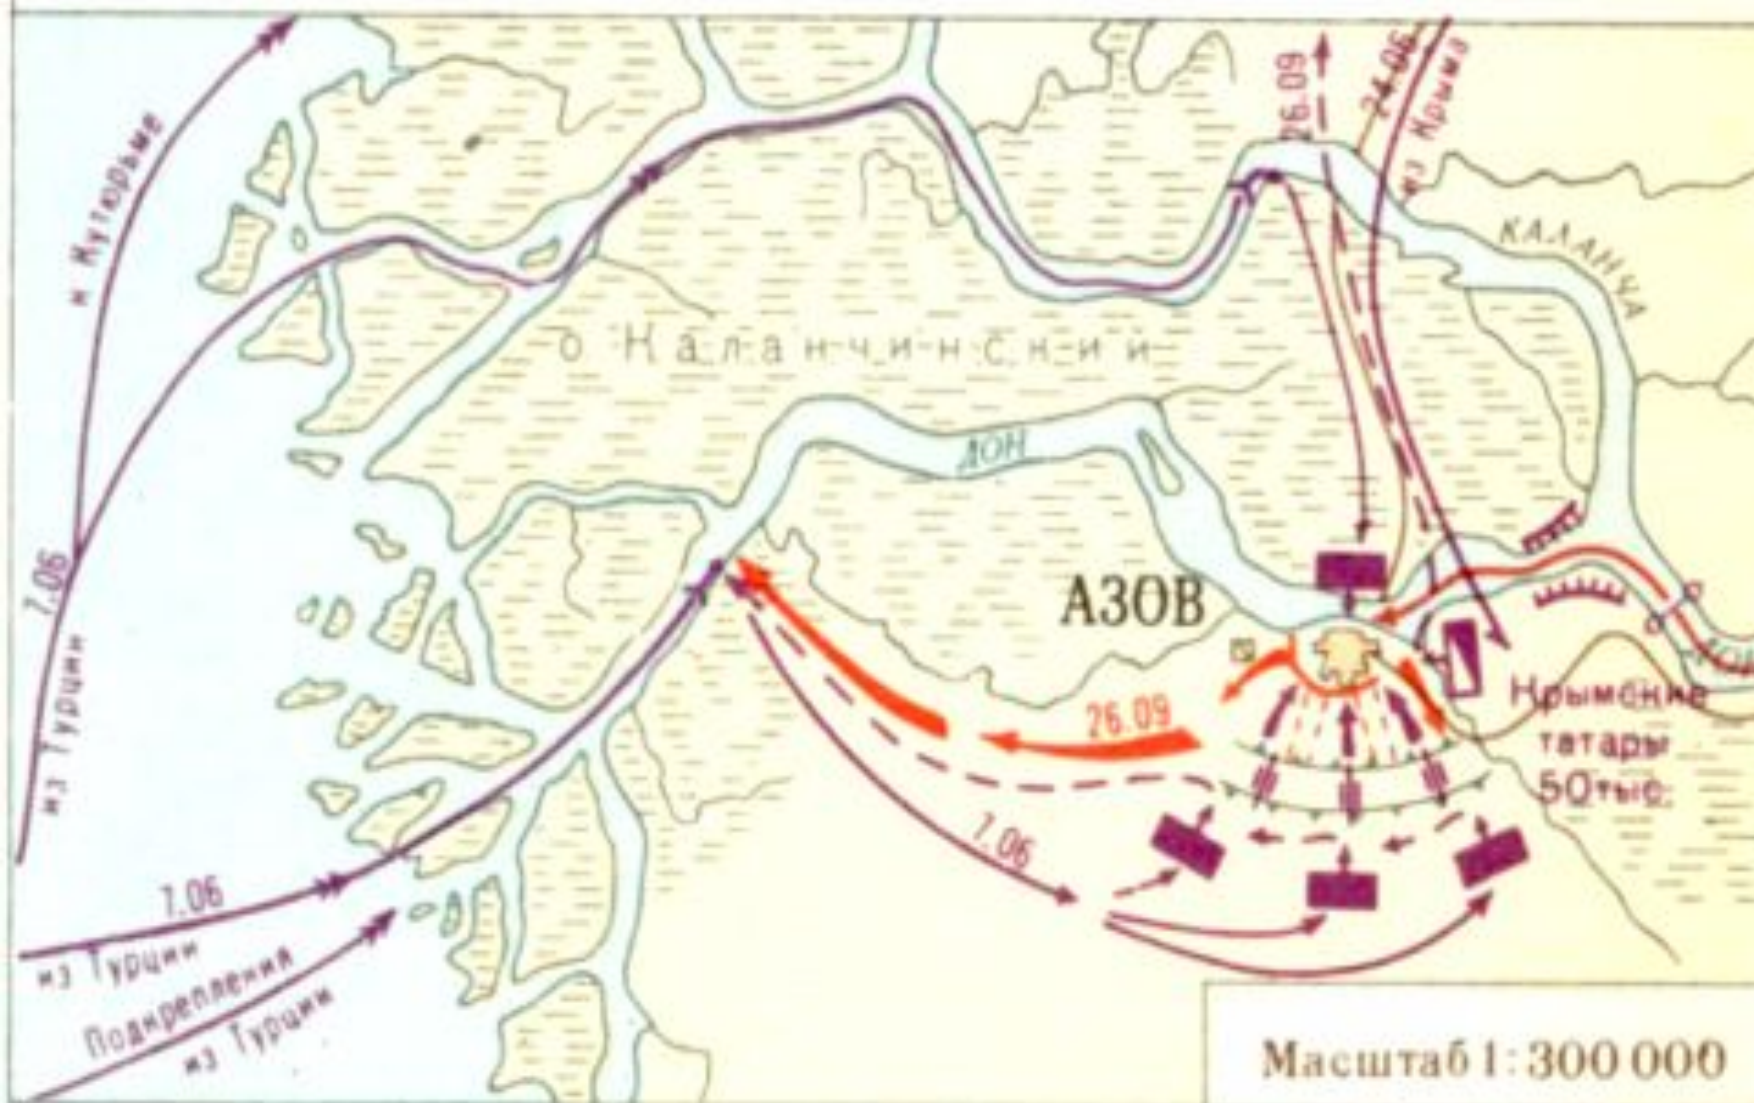 26.09
24.06
из Крыма
к Кутюрьме
КАЛАНЧА
о Каланчинский
ДОН
7.06
из Турции
АЗОВ
26.09
Крымские
татары
50 тыс.
7.06
7.06
из Турции
Подкрепления
из Турции
Масштаб 1:300 000